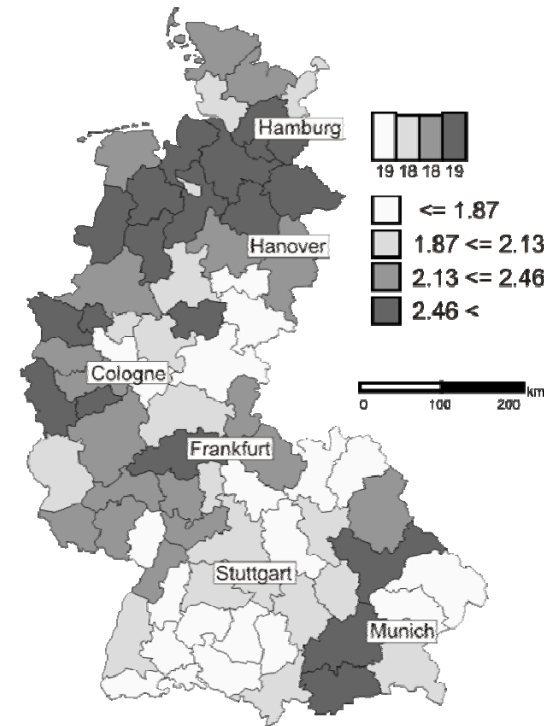 Hamburg
19 18 18 19
<= 1.87
Hanover
1.87 <= 2.13
2.13 <= 2.46
2.46 <
Cologne
km
0 100 200
Frankfurt
Stuttgart
Munich